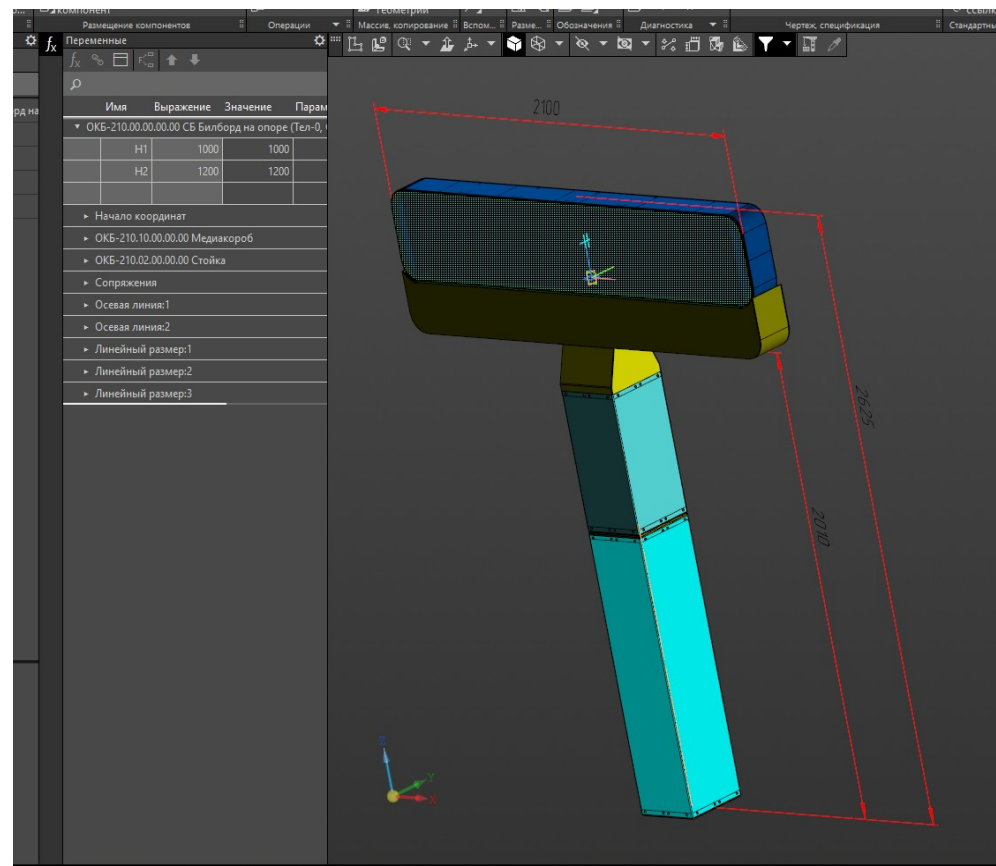 компонент
Геометрии
Размещение компонентов
Операции
Массив, копирование
Вспом...
Разме...
Обозначения
Диагностика
Чертеж, спецификация
Переменные
Имя Выражение Значение Парам
ОКБ-210.00.00.00.00 СБ Билборд на опоре (Тел-0,
H1 1000 1000
H2 1200 1200
Начало координат
ОКБ-210.10.00.00.00 Медиакороб
ОКБ-210.02.00.00.00 Стойка
Сопряжения
Осевая линия:1
Осевая линия:2
Линейный размер:1
Линейный размер:2
Линейный размер:3
2100
2625
2010
Z
Y
X